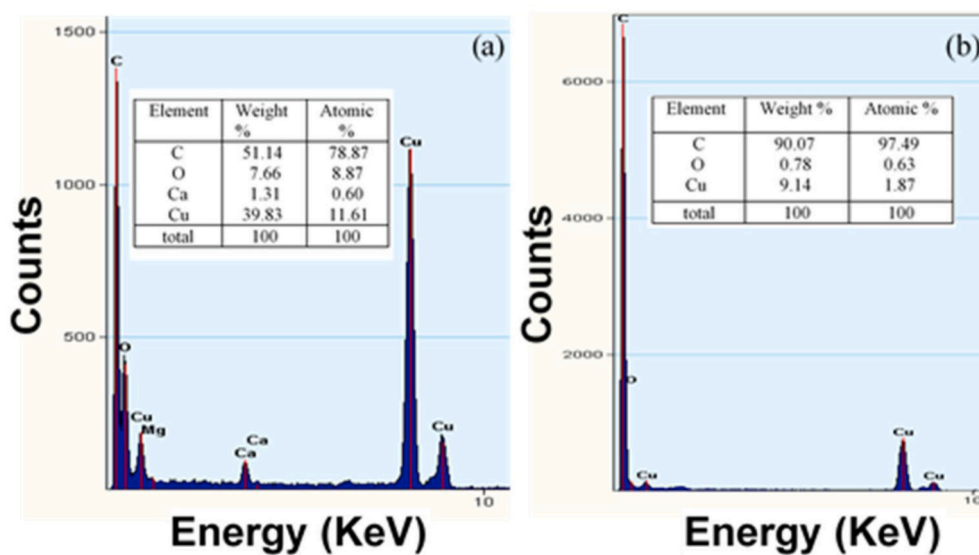 (a)
1500
1000
500
Counts
C
O
Cu
Mg
Ca
Ca
Cu
Cu
Element Weight % Atomic %
C 51.14 78.87
O 7.66 8.87
Ca 1.31 0.60
Cu 39.83 11.61
total 100 100
10
Energy (KeV)
(b)
6000
4000
2000
Counts
C
O
Cu
Cu
Cu
Element Weight % Atomic %
C 90.07 97.49
O 0.78 0.63
Cu 9.14 1.87
total 100 100
10
Energy (KeV)